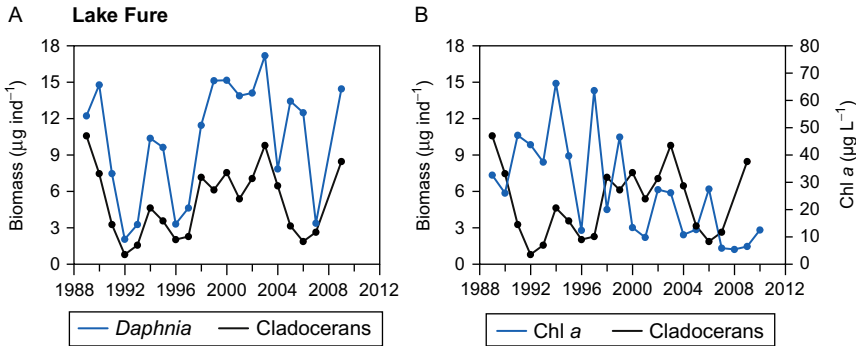 A Lake Fure
18
15
12
9
6
3
0
Biomass (µg ind⁻¹)
1988 1992 1996 2000 2004 2008 2012
Daphnia Cladocerans
B
18
15
12
9
6
3
0
Biomass (µg ind⁻¹)
80
70
60
50
40
30
20
10
0
Chl a (µg L⁻¹)
1988 1992 1996 2000 2004 2008 2012
Chl a Cladocerans